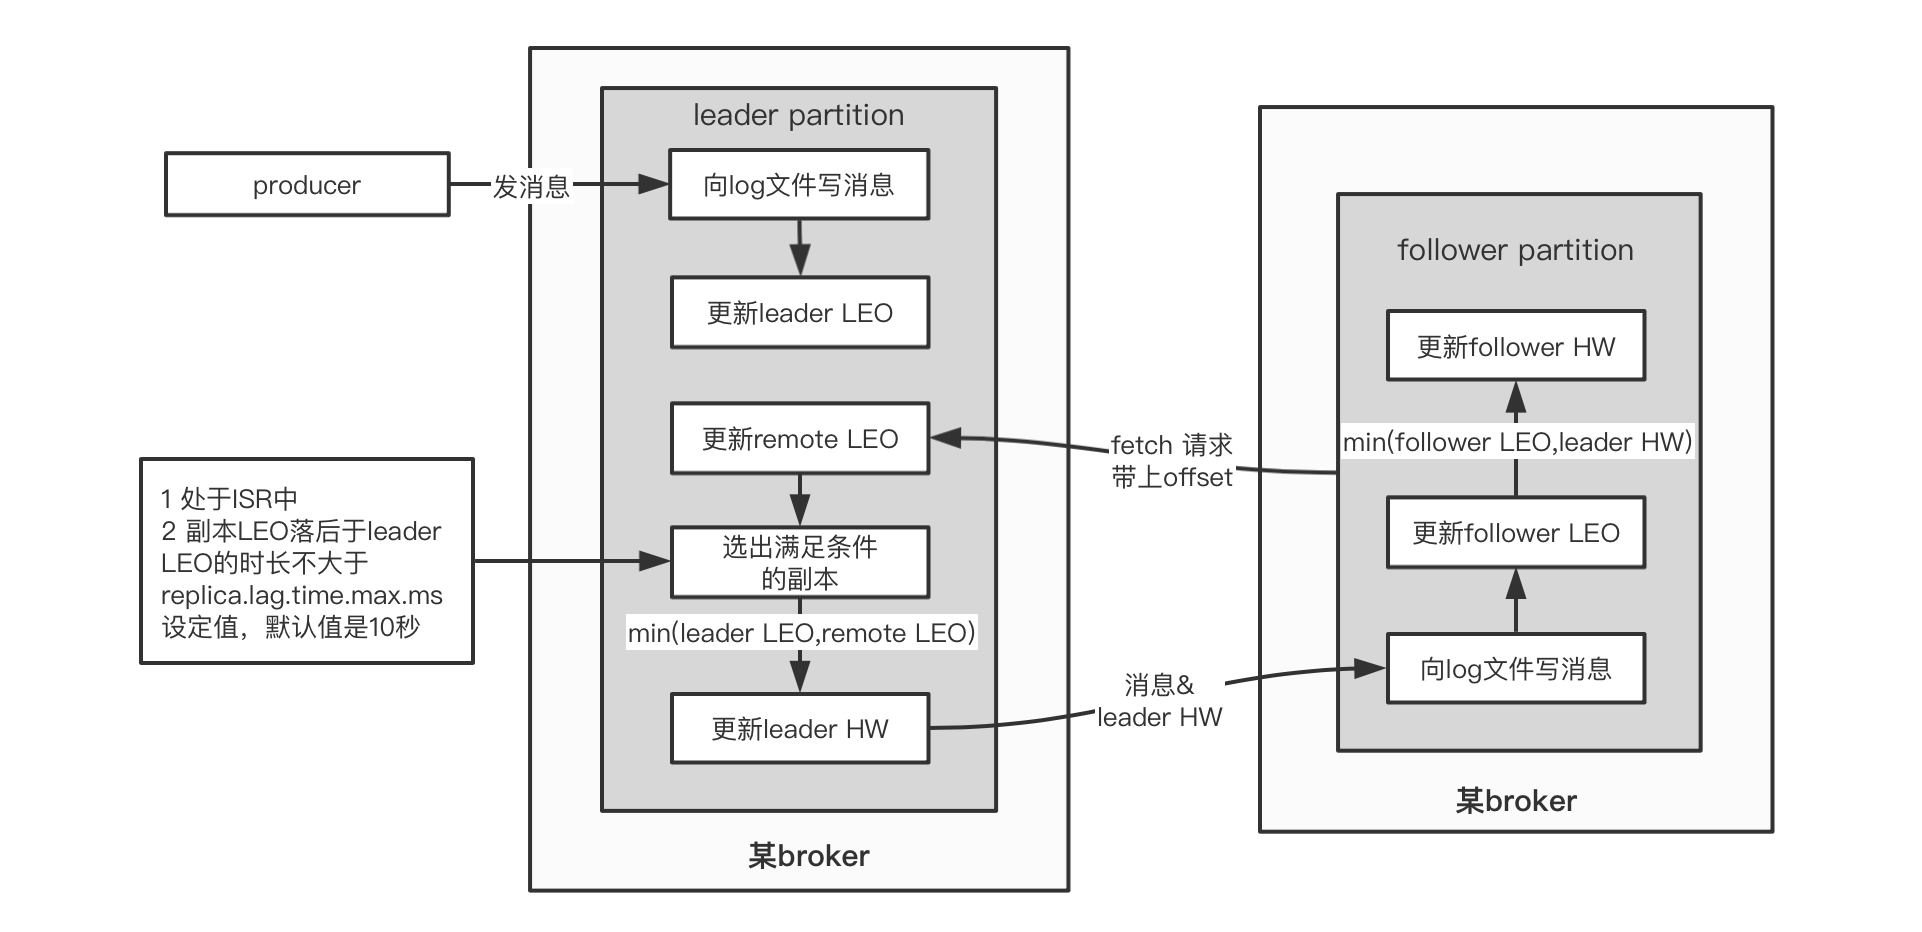 leader partition
producer
发消息
向log文件写消息
更新leader LEO
更新remote LEO
1 处于ISR中
2 副本LEO落后于leader
LEO的时长不大于
replica.lag.time.max.ms
设定值，默认值是10秒
选出满足条件
的副本
min(leader LEO,remote LEO)
更新leader HW
某broker
fetch 请求
带上offset
消息&
leader HW
follower partition
更新follower HW
min(follower LEO,leader HW)
更新follower LEO
向log文件写消息
某broker